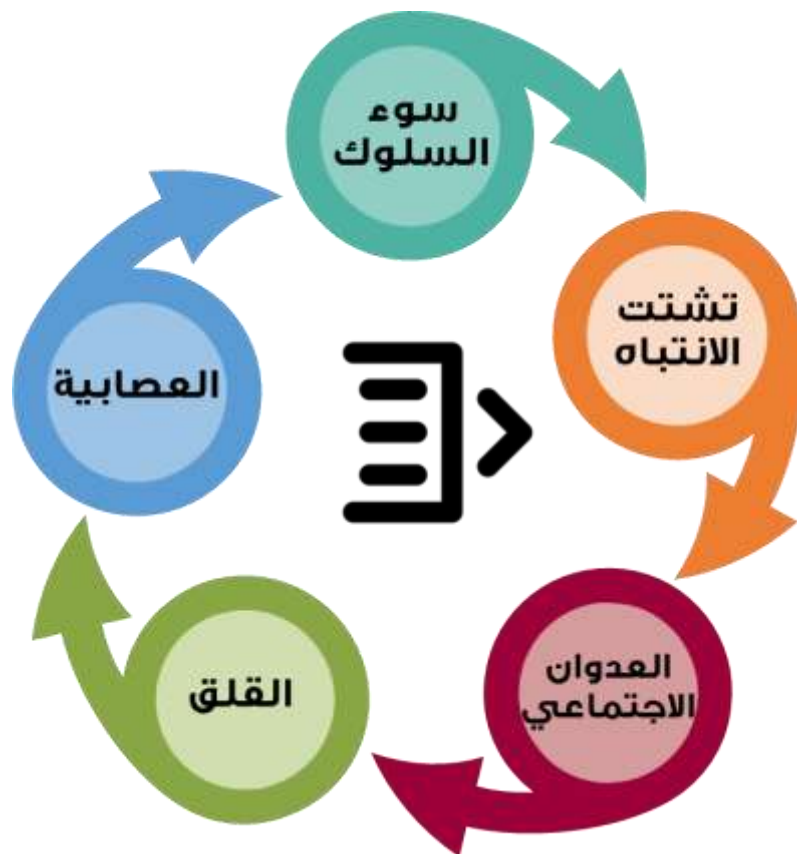 سوء
السلوك
تشتت
الانتباه
العدوان
الاجتماعي
القلق
العصابية